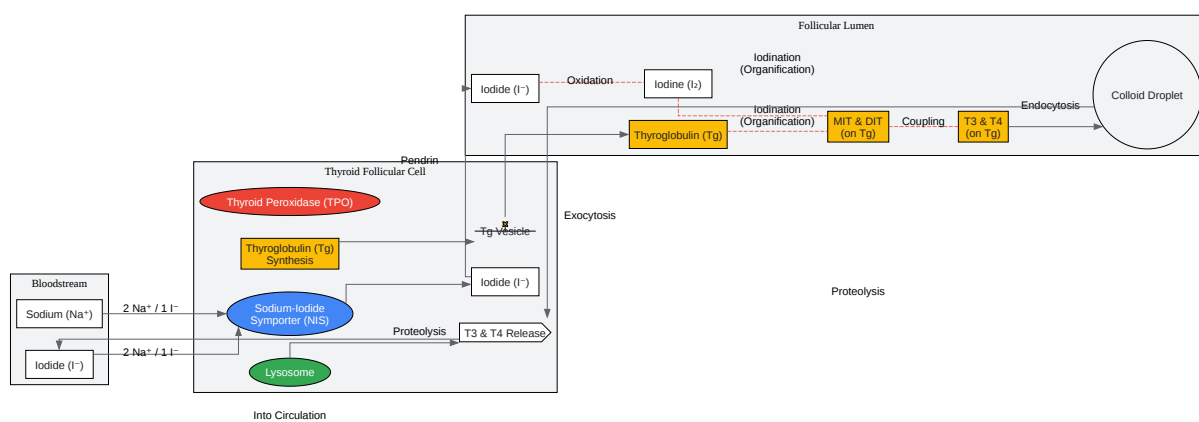 Follicular Lumen
Iodination
(Organification)
Iodide (I⁻)
Oxidation
Iodine (I₂)
Colloid Droplet
Endocytosis
Iodination
(Organification)
Thyroglobulin (Tg)
MIT & DIT
(on Tg)
Coupling
T3 & T4
(on Tg)
Pendrin
Thyroid Follicular Cell
Thyroid Peroxidase (TPO)
Exocytosis
Tg Vesicle
Thyroglobulin (Tg)
Synthesis
Iodide (I⁻)
Proteolysis
Bloodstream
Sodium (Na⁺)
2 Na⁺ / 1 I⁻
Sodium-Iodide
Symporter (NIS)
Proteolysis
T3 & T4 Release
2 Na⁺ / 1 I⁻
Iodide (I⁻)
Lysosome
Into Circulation